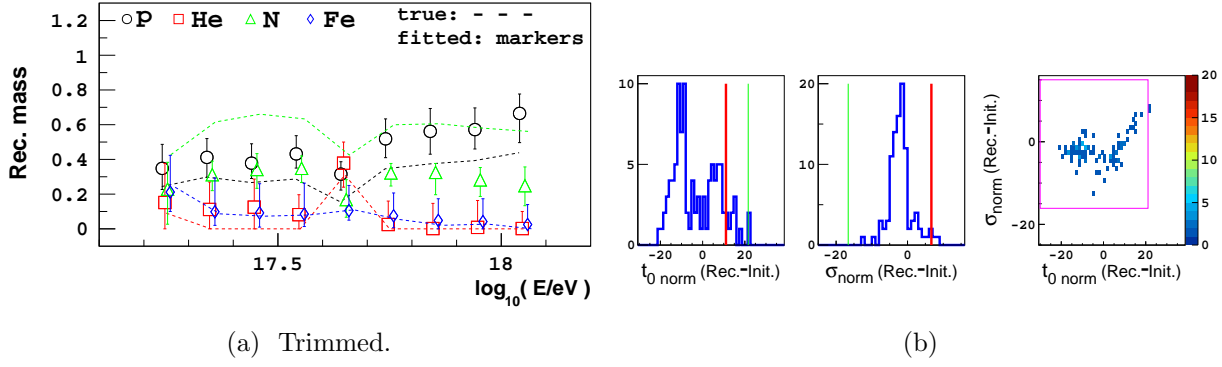 p He N Fe
true: - - -
fitted: markers
Rec. mass
1.2
1
0.8
0.6
0.4
0.2
0
17.5 18
log10( E/eV )
10
5
0
−20 0 20
t0 norm (Rec.−Init.)
20
15
10
5
0
−20 0
σnorm (Rec.−Init.)
σnorm (Rec.−Init.)
0
−20
−20 0 20
t0 norm (Rec.−Init.)
20
15
10
5
0
(a) Trimmed.
(b)